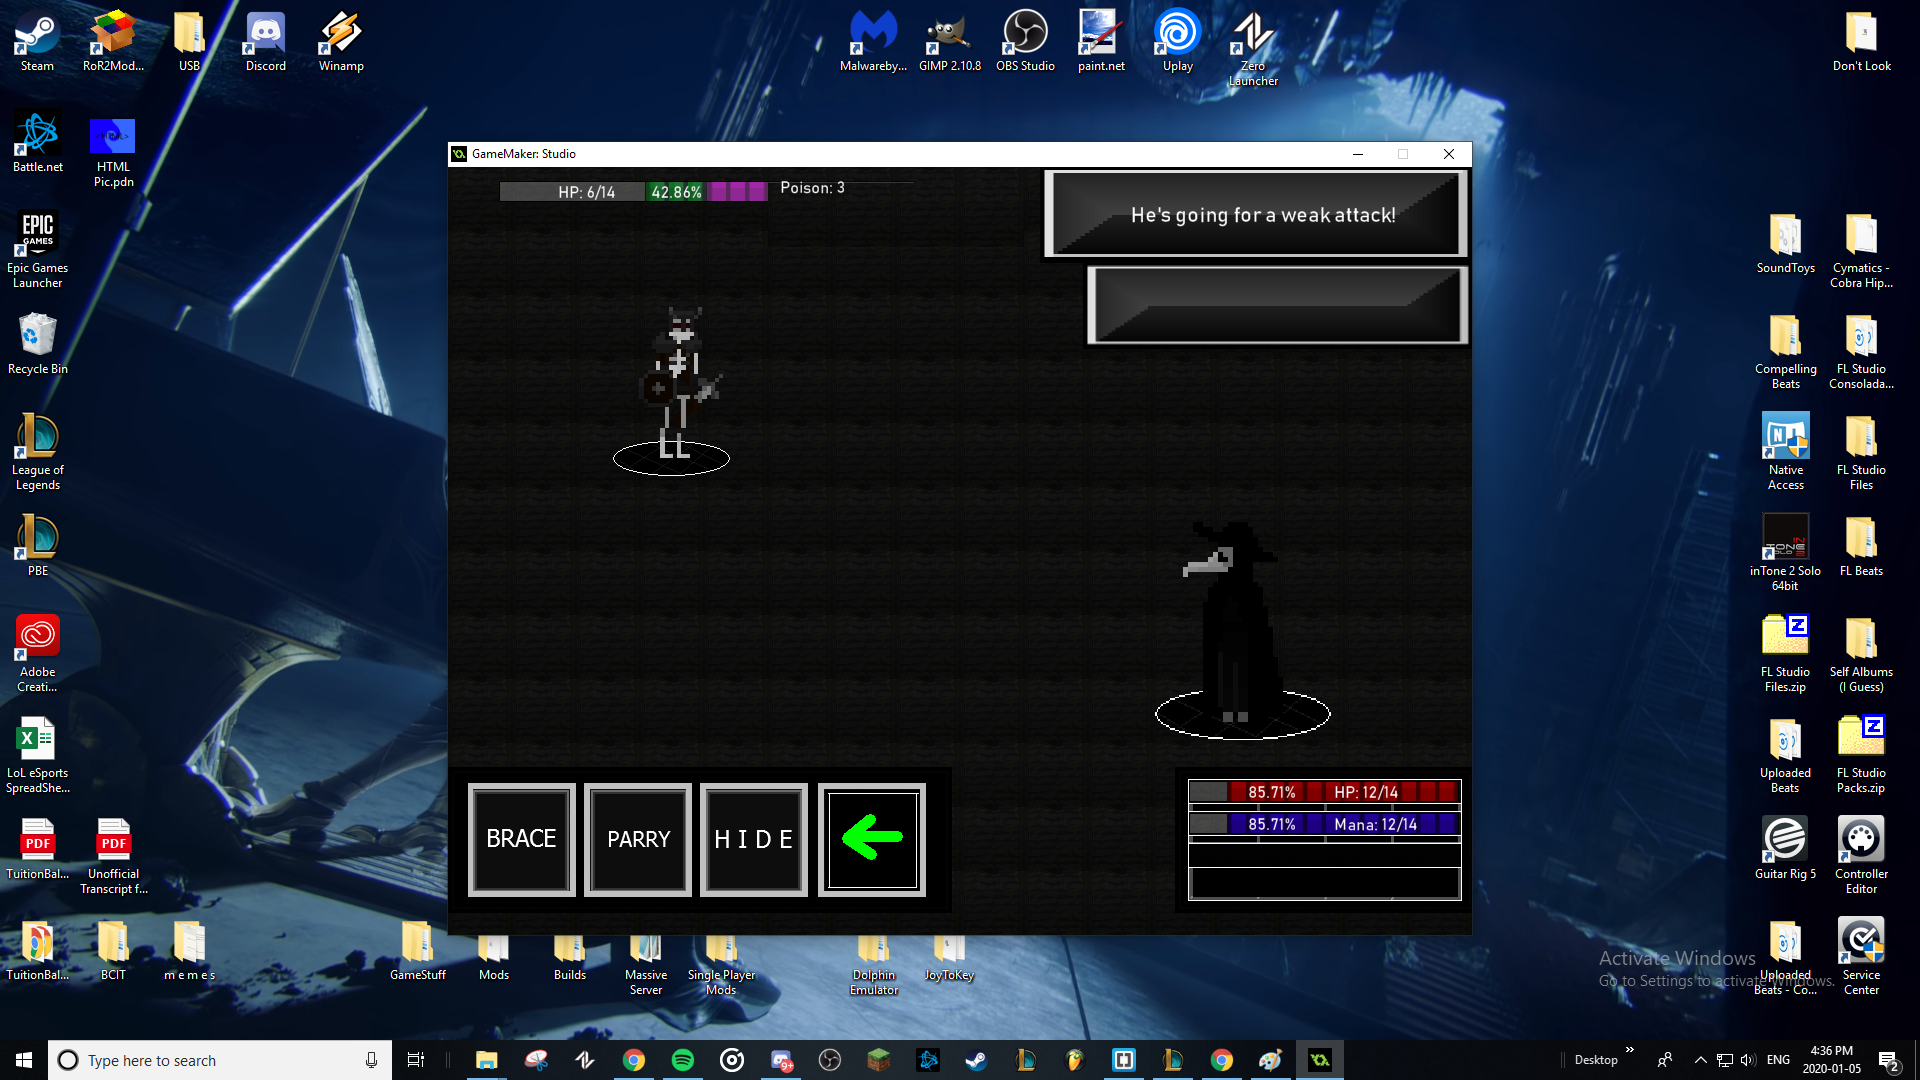 Steam
RoR2Mod...
USB
Discord
Winamp
Malwareby...
GIMP 2.10.8
OBS Studio
paint.net
Uplay
Zero
Launcher
Don't Look
Battle.net
HTML
Pic.pdn
GameMaker: Studio
HP: 6/14
42.86%
Poison: 3
He's going for a weak attack!
EPIC
GAMES
Epic Games
Launcher
SoundToys
Cymatics -
Cobra Hip...
Recycle Bin
Compelling
Beats
FL Studio
Consolada...
League of
Legends
Native
Access
FL Studio
Files
PBE
inTone 2 Solo
64bit
FL Beats
Adobe
Creati...
FL Studio
Files.zip
Self Albums
(I Guess)
LoL eSports
SpreadShe...
Uploaded
Beats
FL Studio
Packs.zip
BRACE
PARRY
HIDE
85.71%
HP: 12/14
85.71%
Mana: 12/14
PDF
TuitionBal...
PDF
Unofficial
Transcript f...
Guitar Rig 5
Controller
Editor
TuitionBal...
BCIT
m e m e s
GameStuff
Mods
Builds
Massive
Server
Single Player
Mods
Dolphin
Emulator
JoyToKey
Activate Windows
Go to Settings to activate Windows.
Uploaded
Beats - Co...
Service
Center
Type here to search
9+
Desktop
ENG
4:36 PM
2020-01-05
2